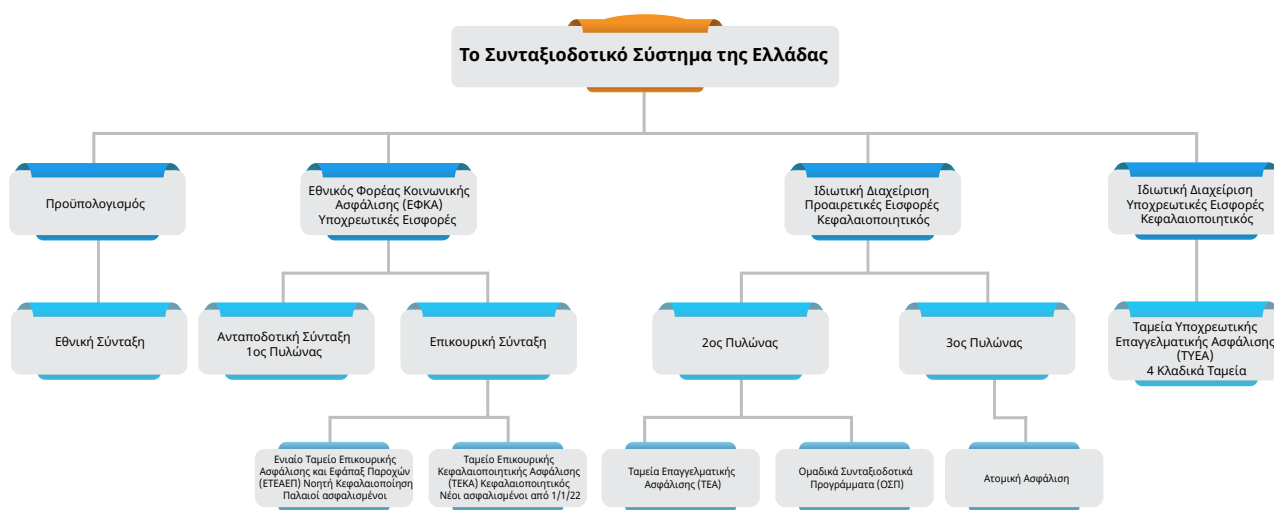 Το Συνταξιοδοτικό Σύστημα της Ελλάδας
Προϋπολογισμός
Εθνικός Φορέας Κοινωνικής
Ασφάλισης (ΕΦΚΑ)
Υποχρεωτικές Εισφορές
Ιδιωτική Διαχείριση
Προαιρετικές Εισφορές
Κεφαλαιοποιητικός
Ιδιωτική Διαχείριση
Υποχρεωτικές Εισφορές
Κεφαλαιοποιητικός
Εθνική Σύνταξη
Ανταποδοτική Σύνταξη
1ος Πυλώνας
Επικουρική Σύνταξη
2ος Πυλώνας
3ος Πυλώνας
Ταμεία Υποχρεωτικής
Επαγγελματικής Ασφάλισης
(ΤΥΕΑ)
4 Κλαδικά Ταμεία
Ενιαίο Ταμείο Επικουρικής
Ασφάλισης και Εφάπαξ Παροχών
(ΕΤΕΑΕΠ) Νοητή Κεφαλαιοποίηση
Παλαιοί ασφαλισμένοι
Ταμείο Επικουρικής
Κεφαλαιοποιητικής Ασφάλισης
(ΤΕΚΑ) Κεφαλαιοποιητικός
Νέοι ασφαλισμένοι από 1/1/22
Ταμεία Επαγγελματικής
Ασφάλισης (ΤΕΑ)
Ομαδικά Συνταξιοδοτικά
Προγράμματα (ΟΣΠ)
Ατομική Ασφάλιση